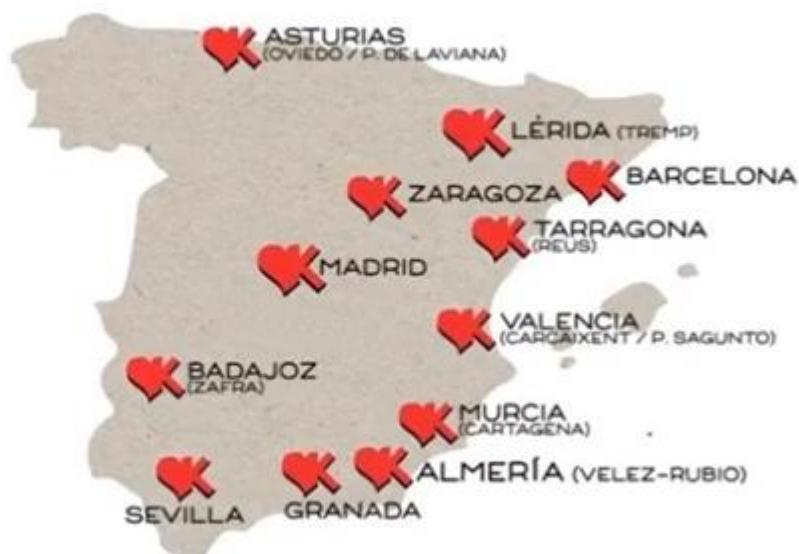 ASTURIAS
(OVIEDO / P. DE LAVIANA)
LÉRIDA (TREMP)
BARCELONA
ZARAGOZA
TARRAGONA
(REUS)
MADRID
VALENCIA
(CARCAIXENT / P. SAGUNTO)
BADAJOZ
(ZAFRA)
MURCIA
(CARTAGENA)
ALMERÍA (VELEZ-RUBIO)
SEVILLA
GRANADA